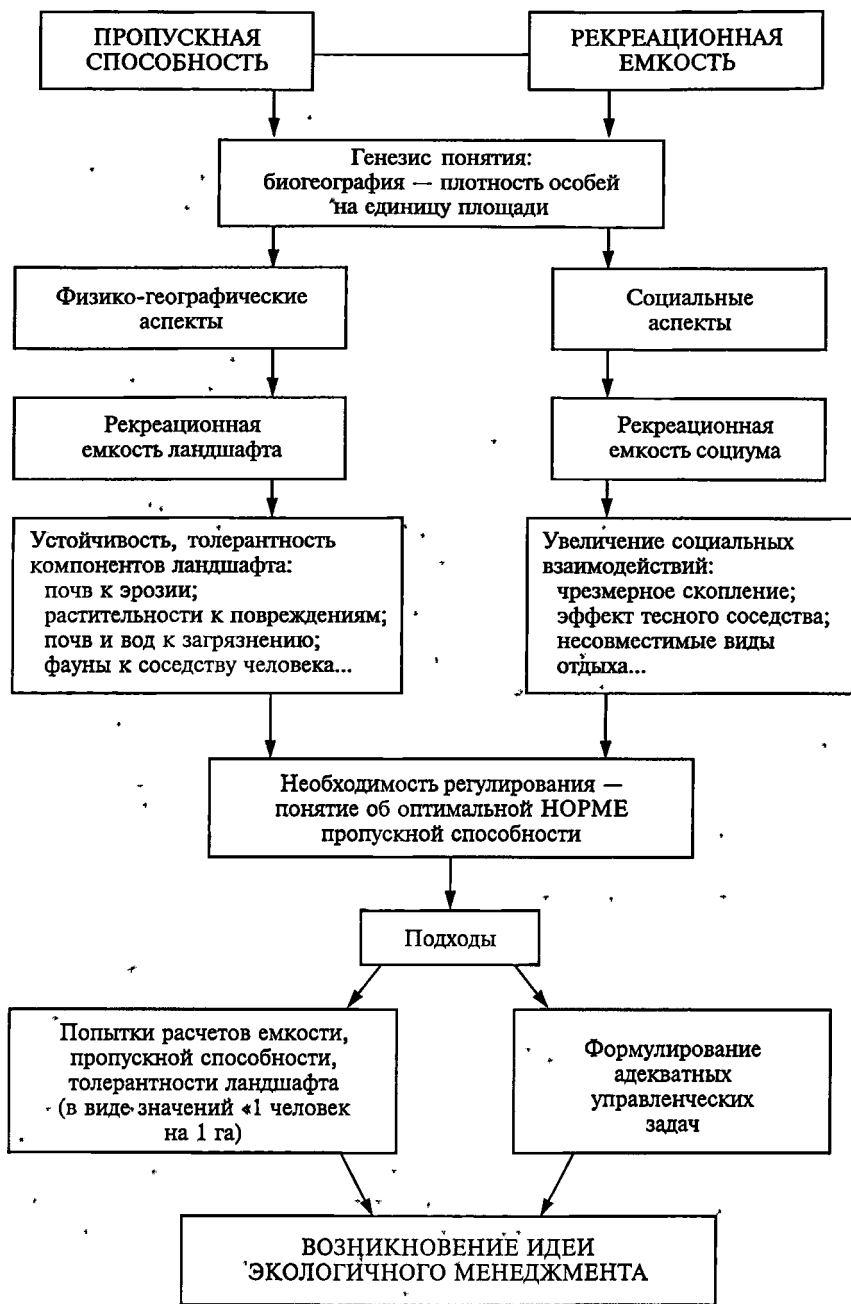 ПРОПУСКНАЯ
СПОСОБНОСТЬ
РЕКРЕАЦИОННАЯ
ЕМКОСТЬ
Генезис понятия:
биогеография — плотность особей
на единицу площади
Физико-географические
аспекты
Социальные
аспекты
Рекреационная
емкость ландшафта
Рекреационная
емкость социума
Устойчивость, толерантность
компонентов ландшафта:
почв к эрозии;
растительности к повреждениям;
почв и вод к загрязнению;
фауны к соседству человека...
Увеличение социальных
взаимодействий:
чрезмерное скопление;
эффект тесного соседства;
несовместимые виды
отдыха...
Необходимость регулирования —
понятие об оптимальной НОРМЕ
пропускной способности
Подходы
Попытки расчетов емкости,
пропускной способности,
толерантности ландшафта
(в виде значений «1 человек
на 1 га)
Формулирование
адекватных
управленческих
задач
ВОЗНИКНОВЕНИЕ ИДЕИ
ЭКОЛОГИЧНОГО МЕНЕДЖМЕНТА